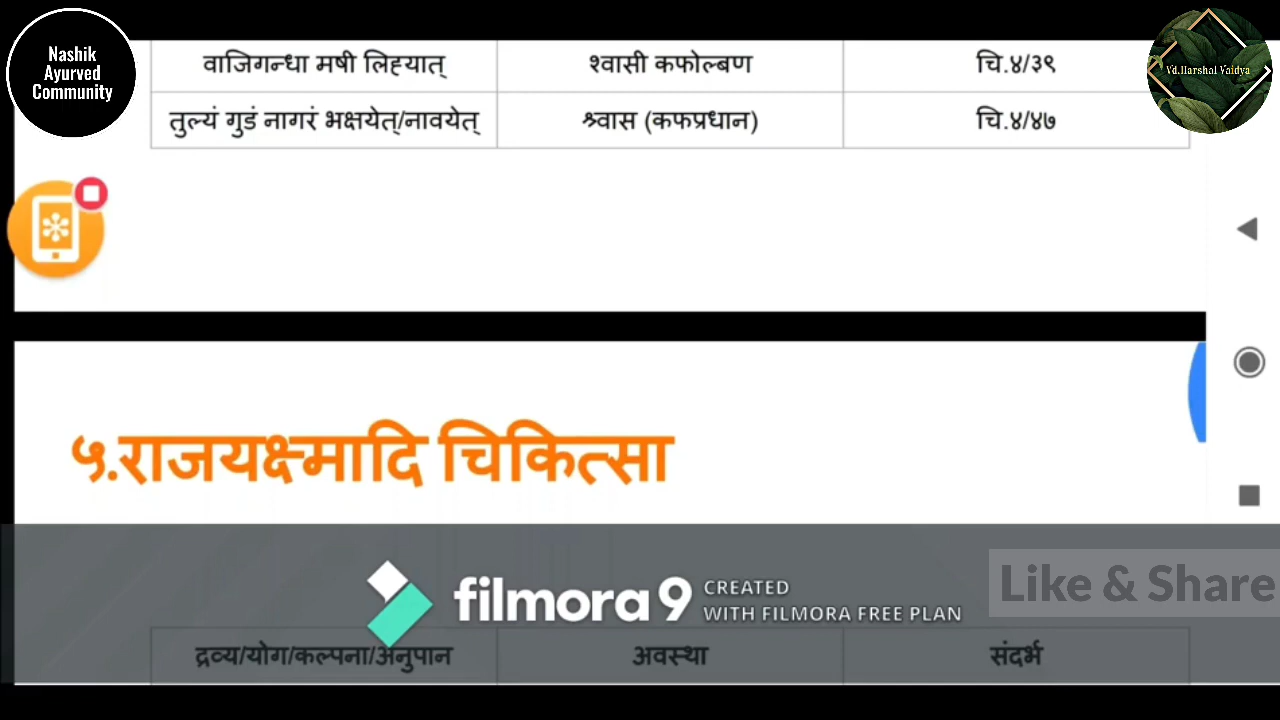 Nashik
Ayurved
Community
Vd.Harshal Vaidya
वाजिगन्धा मषी लिह्यात् श्वासी कफोल्बण चि.४/३९
तुल्यं गुडं नागरं भक्षयेत्/नावयेत् श्र्वास (कफप्रधान) चि.४/४७
५.राजयक्ष्मादि चिकित्सा
filmora 9 CREATED
WITH FILMORA FREE PLAN
Like & Share
द्रव्य/योग/कल्पना/अनुपान अवस्था संदर्भ